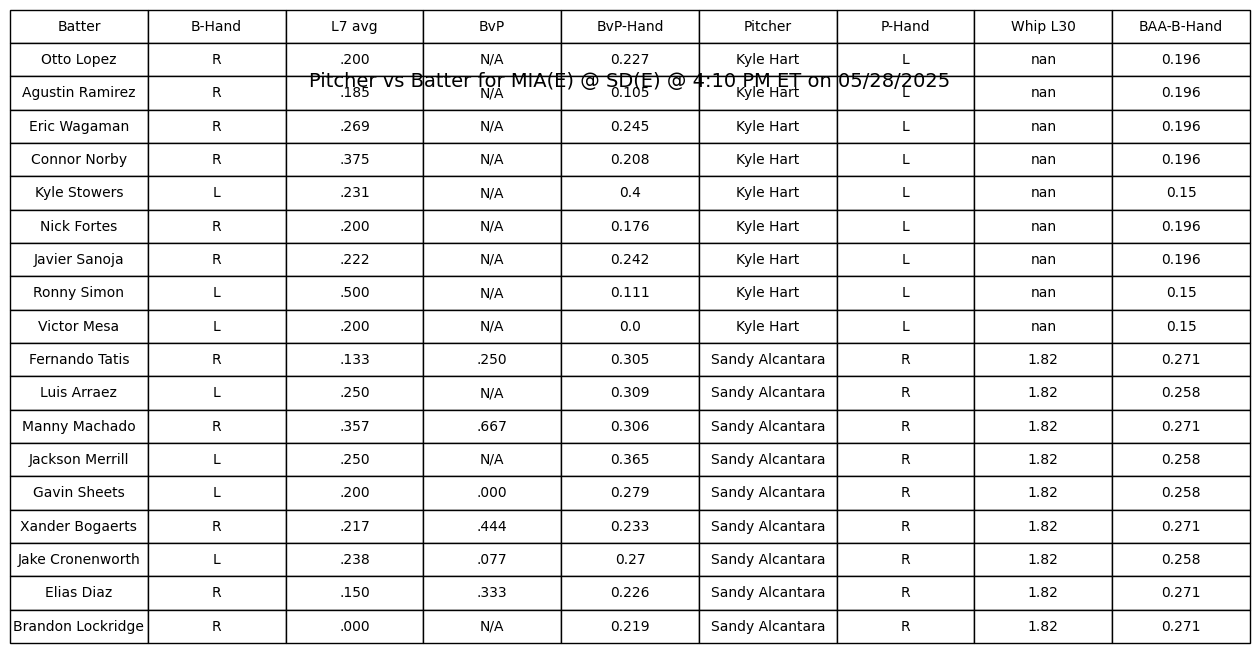 Batter B-Hand L7 avg BvP BvP-Hand Pitcher P-Hand Whip L30 BAA-B-Hand
Otto Lopez R .200 N/A 0.227 Kyle Hart L nan 0.196
Pitcher vs Batter for MIA(E) @ SD(E) @ 4:10 PM ET on 05/28/2025
Agustin Ramirez R .185 N/A 0.105 Kyle Hart L nan 0.196
Eric Wagaman R .269 N/A 0.245 Kyle Hart L nan 0.196
Connor Norby R .375 N/A 0.208 Kyle Hart L nan 0.196
Kyle Stowers L .231 N/A 0.4 Kyle Hart L nan 0.15
Nick Fortes R .200 N/A 0.176 Kyle Hart L nan 0.196
Javier Sanoja R .222 N/A 0.242 Kyle Hart L nan 0.196
Ronny Simon L .500 N/A 0.111 Kyle Hart L nan 0.15
Victor Mesa L .200 N/A 0.0 Kyle Hart L nan 0.15
Fernando Tatis R .133 .250 0.305 Sandy Alcantara R 1.82 0.271
Luis Arraez L .250 N/A 0.309 Sandy Alcantara R 1.82 0.258
Manny Machado R .357 .667 0.306 Sandy Alcantara R 1.82 0.271
Jackson Merrill L .250 N/A 0.365 Sandy Alcantara R 1.82 0.258
Gavin Sheets L .200 .000 0.279 Sandy Alcantara R 1.82 0.258
Xander Bogaerts R .217 .444 0.233 Sandy Alcantara R 1.82 0.271
Jake Cronenworth L .238 .077 0.27 Sandy Alcantara R 1.82 0.258
Elias Diaz R .150 .333 0.226 Sandy Alcantara R 1.82 0.271
Brandon Lockridge R .000 N/A 0.219 Sandy Alcantara R 1.82 0.271